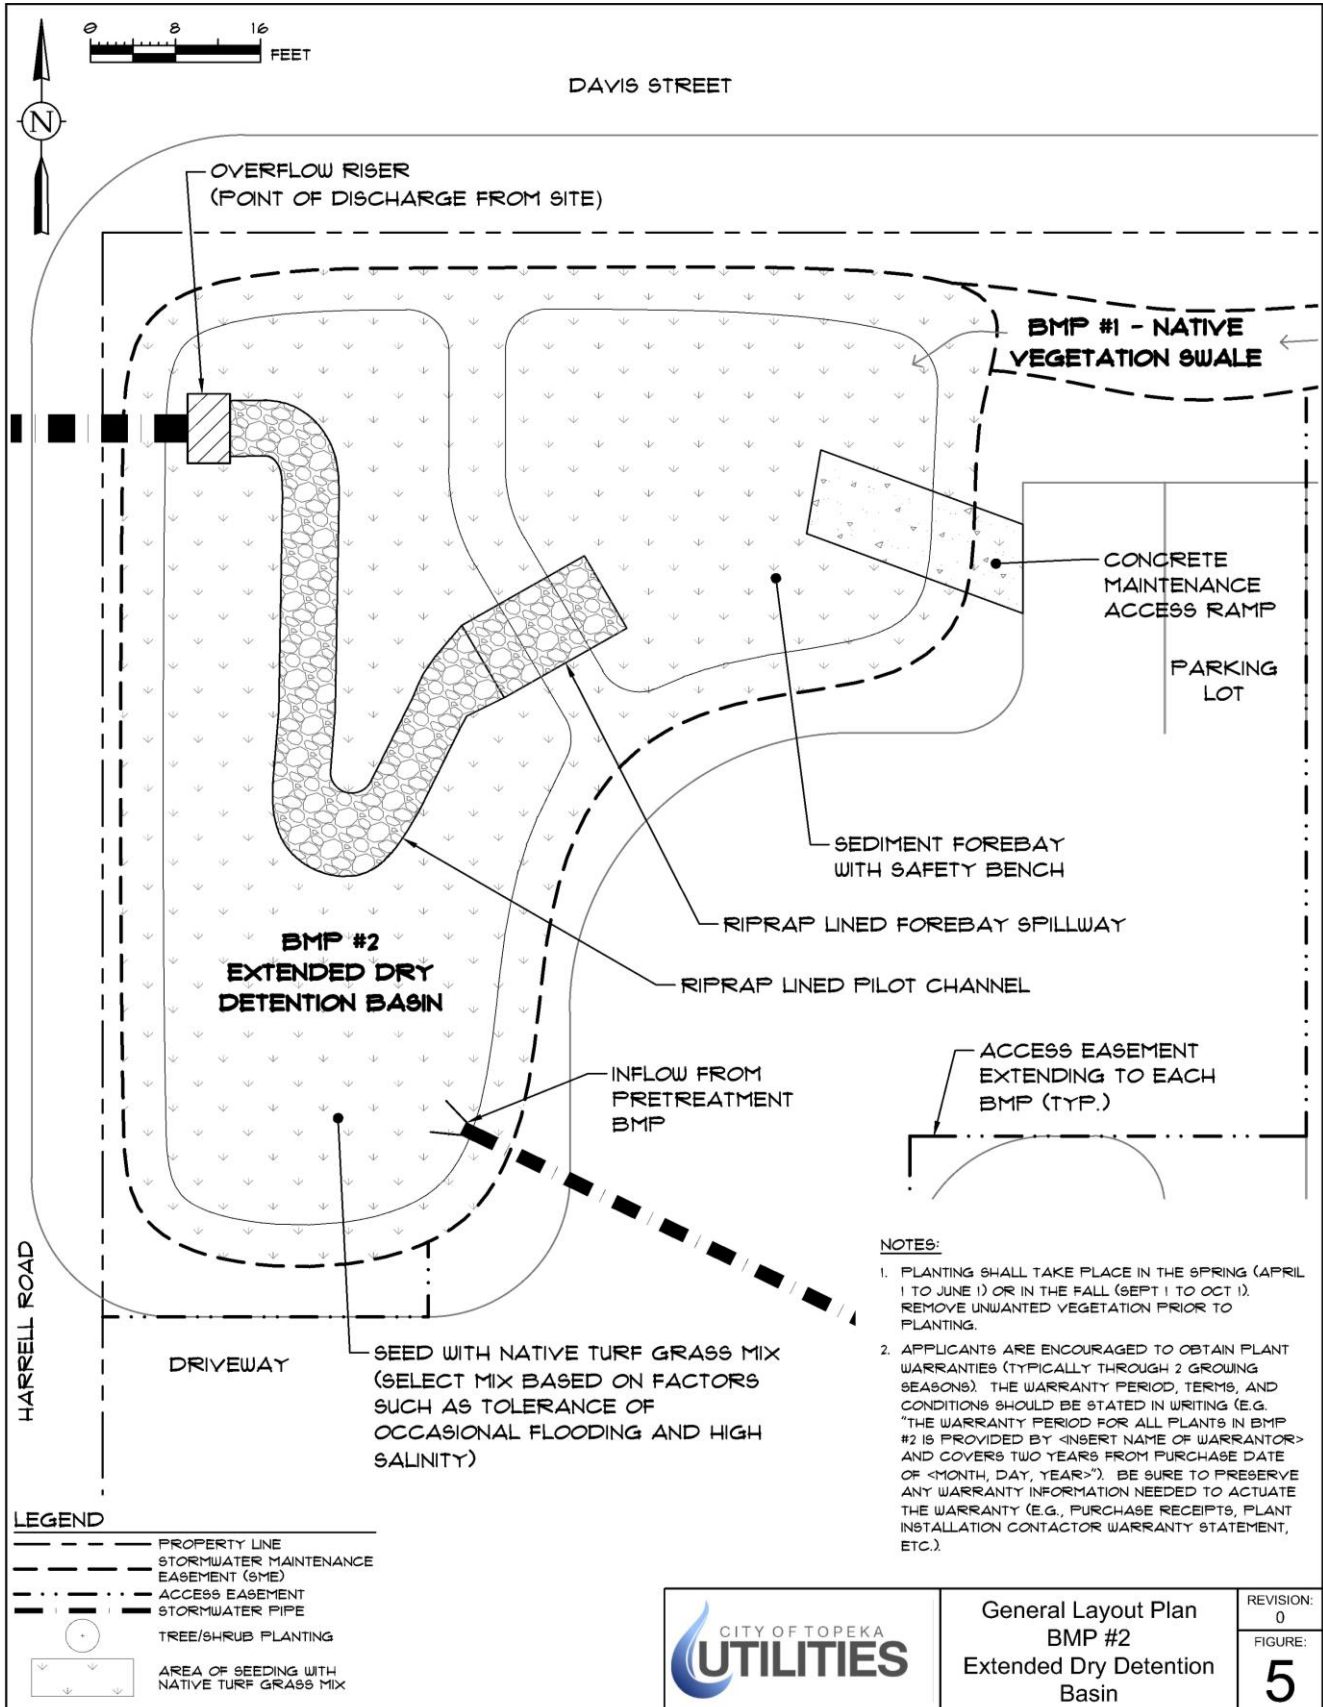 0 8 16
FEET
DAVIS STREET
N
OVERFLOW RISER
(POINT OF DISCHARGE FROM SITE)
BMP #1 - NATIVE
VEGETATION SWALE
CONCRETE
MAINTENANCE
ACCESS RAMP
PARKING
LOT
SEDIMENT FOREBAY
WITH SAFETY BENCH
RIPRAP LINED FOREBAY SPILLWAY
BMP #2
EXTENDED DRY
DETENTION BASIN
RIPRAP LINED PILOT CHANNEL
ACCESS EASEMENT
EXTENDING TO EACH
BMP (TYP.)
INFLOW FROM
PRETREATMENT
BMP
HARRELL ROAD
DRIVEWAY
SEED WITH NATIVE TURF GRASS MIX
(SELECT MIX BASED ON FACTORS
SUCH AS TOLERANCE OF
OCCASIONAL FLOODING AND HIGH
SALINITY)
NOTES:
1. PLANTING SHALL TAKE PLACE IN THE SPRING (APRIL
1 TO JUNE 1) OR IN THE FALL (SEPT 1 TO OCT 1).
REMOVE UNWANTED VEGETATION PRIOR TO
PLANTING.
2. APPLICANTS ARE ENCOURAGED TO OBTAIN PLANT
WARRANTIES (TYPICALLY THROUGH 2 GROWING
SEASONS). THE WARRANTY PERIOD, TERMS, AND
CONDITIONS SHOULD BE STATED IN WRITING (E.G.
"THE WARRANTY PERIOD FOR ALL PLANTS IN BMP
#2 IS PROVIDED BY <INSERT NAME OF WARRANTOR>
AND COVERS TWO YEARS FROM PURCHASE DATE
OF <MONTH, DAY, YEAR>"). BE SURE TO PRESERVE
ANY WARRANTY INFORMATION NEEDED TO ACTUATE
THE WARRANTY (E.G., PURCHASE RECEIPTS, PLANT
INSTALLATION CONTACTOR WARRANTY STATEMENT,
ETC.).
LEGEND
PROPERTY LINE
STORMWATER MAINTENANCE
EASEMENT (SME)
ACCESS EASEMENT
STORMWATER PIPE
TREE/SHRUB PLANTING
AREA OF SEEDING WITH
NATIVE TURF GRASS MIX
CITY OF TOPEKA
UTILITIES
General Layout Plan
BMP #2
Extended Dry Detention
Basin
REVISION:
0
FIGURE:
5